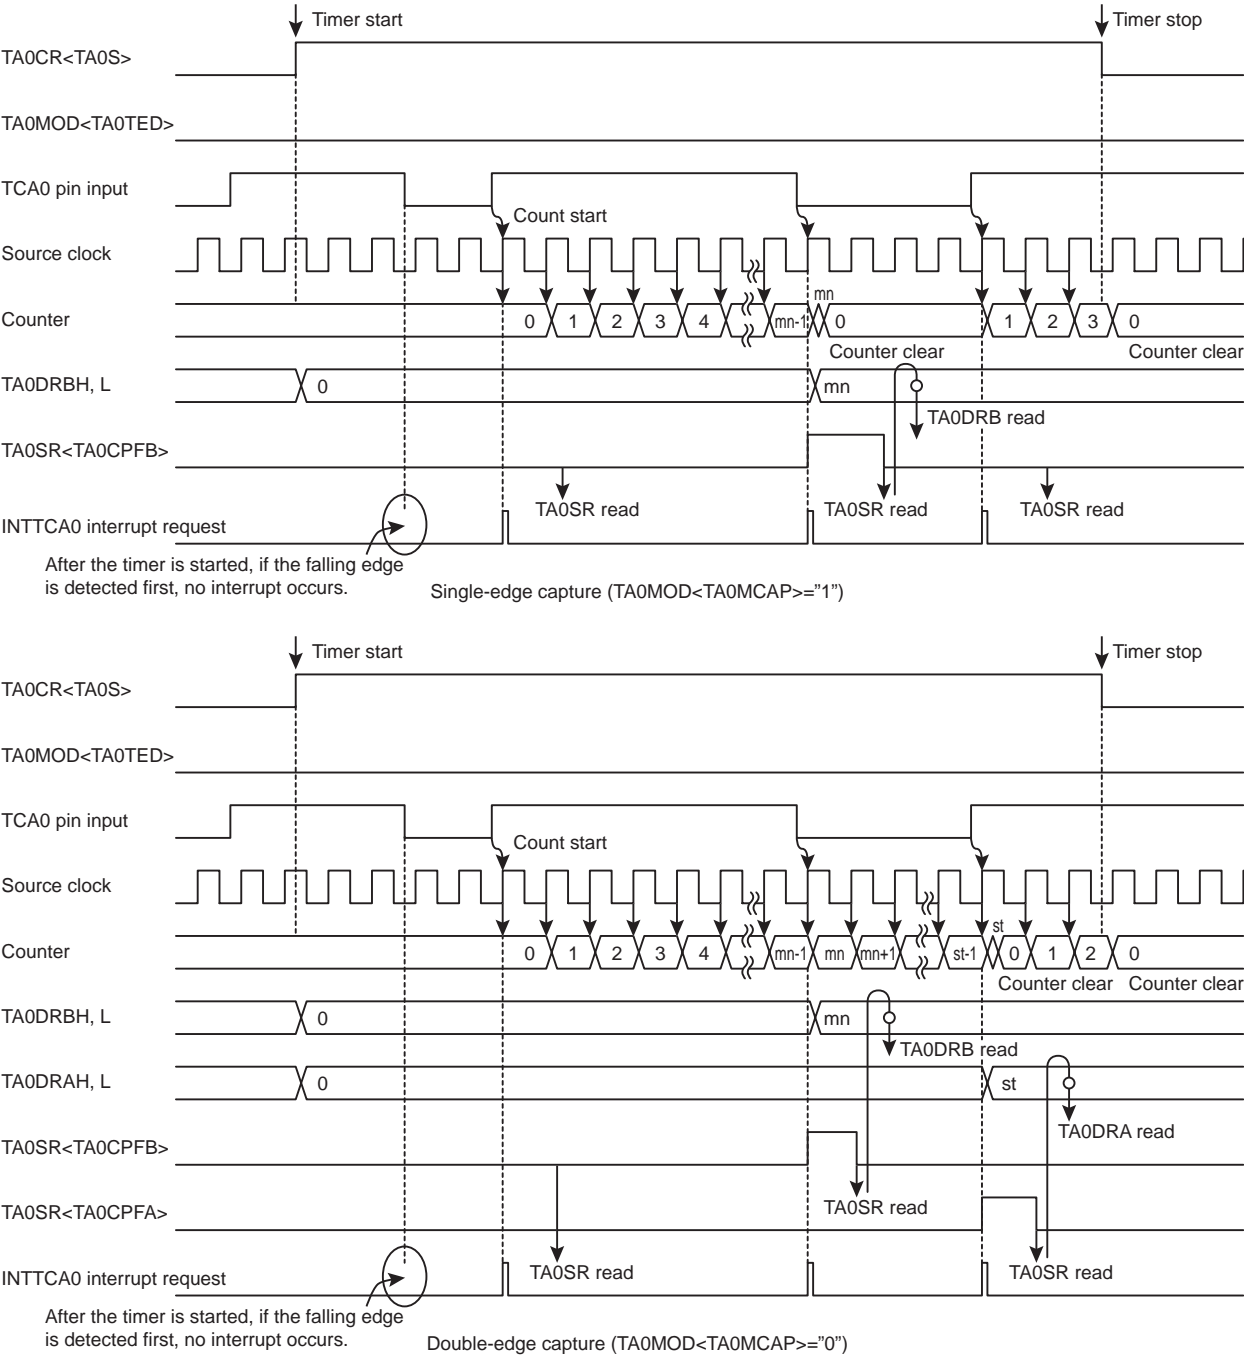 Timer start
Timer stop
TA0CR<TA0S>
TA0MOD<TA0TED>
TCA0 pin input
Count start
Source clock
mn
Counter
0 1 2 3 4 mn-1 0 1 2 3 0
Counter clear
Counter clear
TA0DRBH, L
0
mn
TA0DRB read
TA0SR<TA0CPFB>
TA0SR read
TA0SR read
TA0SR read
INTTCA0 interrupt request
After the timer is started, if the falling edge
is detected first, no interrupt occurs.
Single-edge capture (TA0MOD<TA0MCAP>=”1”)
Timer start
Timer stop
TA0CR<TA0S>
TA0MOD<TA0TED>
TCA0 pin input
Count start
Source clock
st
Counter
0 1 2 3 4 mn-1 mn mn+1 st-1 0 1 2 0
Counter clear
Counter clear
TA0DRBH, L
0
mn
TA0DRB read
TA0DRAH, L
0
st
TA0DRA read
TA0SR<TA0CPFB>
TA0SR read
TA0SR<TA0CPFA>
TA0SR read
TA0SR read
INTTCA0 interrupt request
After the timer is started, if the falling edge
is detected first, no interrupt occurs.
Double-edge capture (TA0MOD<TA0MCAP>=”0”)